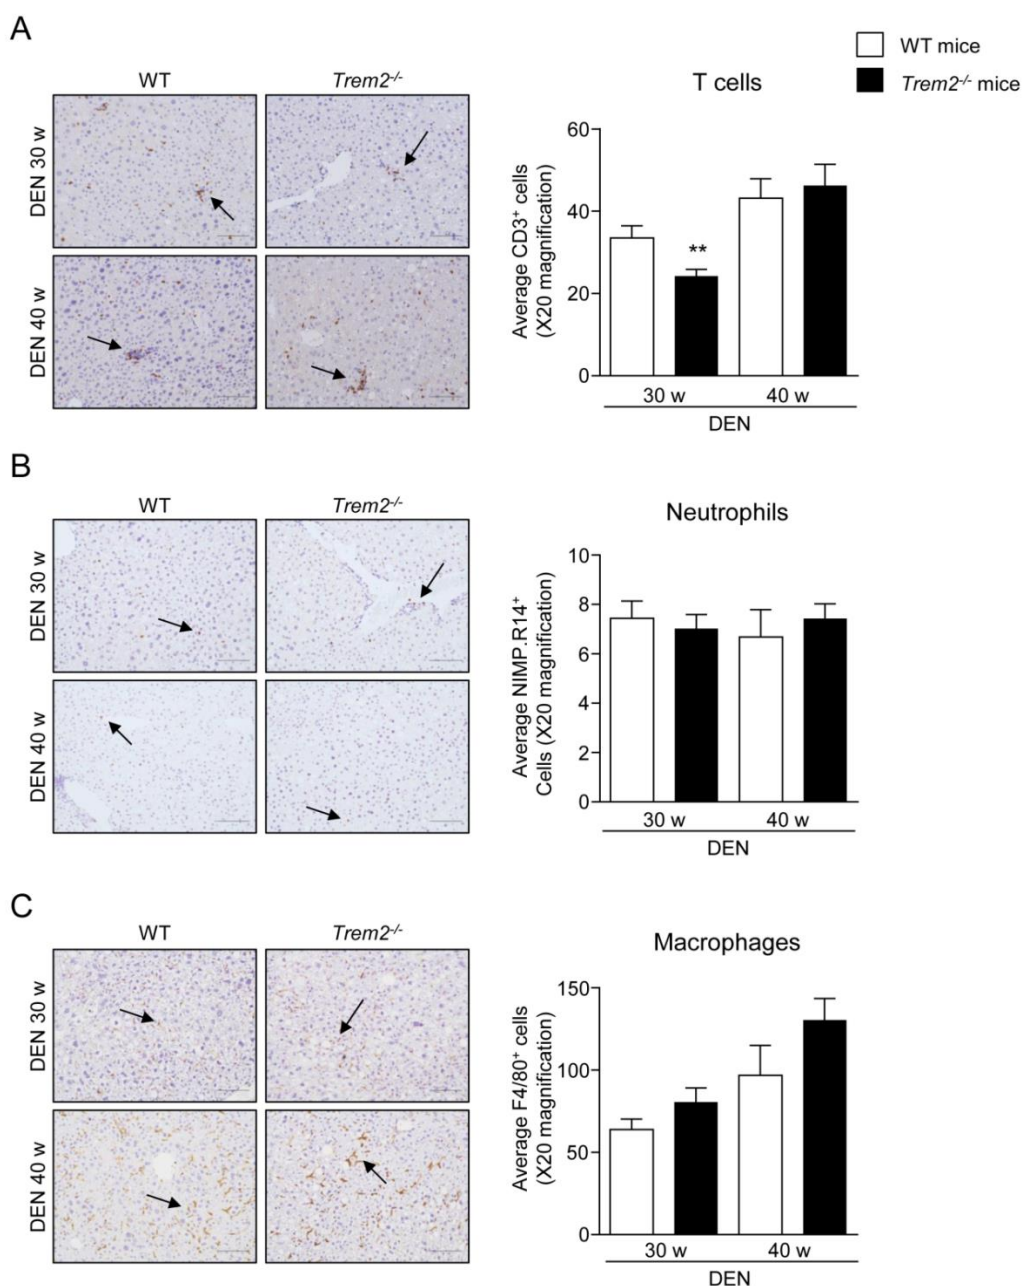 A
WT mice
Trem2-/- mice
WT
Trem2-/-
DEN 30 w
DEN 40 w
T cells
Average CD3+ cells
(X20 magnification)
60
40
20
0
**
30 w
40 w
DEN
B
WT
Trem2-/-
DEN 30 w
DEN 40 w
Neutrophils
Average NIMP.R14+
Cells (X20 magnification)
10
8
6
4
2
0
30 w
40 w
DEN
C
WT
Trem2-/-
DEN 30 w
DEN 40 w
Macrophages
Average F4/80+ cells
(X20 magnification)
150
100
50
0
30 w
40 w
DEN